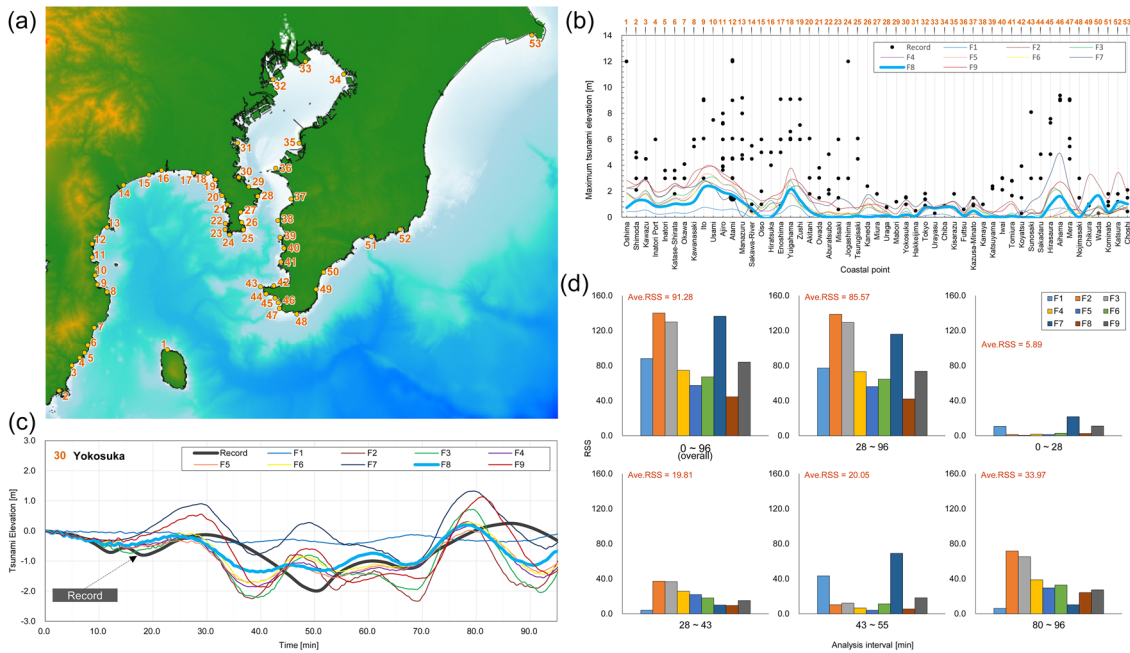 (a)
53
33
34
32
35
31
36
30
29
28
37
27
26
25
38
39
40
41
42
43
44
45
46
47
48
49
50
51
52
14
15
16
17
18
19
20
21
22
23
24
13
12
11
10
9
8
7
6
5
4
3
2
1
(b)
1 2 3 4 5 6 7 8 9 10 11 12 13 14 15 16 17 18 19 20 21 22 23 24 25 26 27 28 29 30 31 32 33 34 35 36 37 38 39 40 41 42 43 44 45 46 47 48 49 50 51 52 53
Maximum tsunami elevation [m]
14
12
10
8
6
4
2
0
Record F1 F2 F3
F4 F5 F6 F7
F8 F9
Oshima
Shimoda
Kawazu
Inatori Port
Inatori
Katase-Shirata
Okawa
Kawanasaki
Ito
Usami
Ajiro
Atami
Manazuru
Sakawa-River
Oiso
Hiratsuka
Enoshima
Yuigahama
Zushi
Akitani
Owada
Aburatsubo
Misaki
Jogashima
Tsurugisaki
Kaneda
Miura
Uraga
Mabori
Yokosuka
Hakkejima
Tokyo
Urayasu
Chiba
Kisarazu
Futtsu
Kazusa-Minato
Kanaya
Katsuyama
Iwai
Tomiura
Koyatsu
Sunosaki
Sakadaru
Hirasaura
Aihama
Mera
Nojimasaki
Chikura
Wada
Kominato
Katsuura
Choshi
Coastal point
(c)
30 Yokosuka
Record F1 F2 F3 F4
F5 F6 F7 F8 F9
Tsunami Elevation [m]
3.0
2.0
1.0
0.0
-1.0
-2.0
-3.0
Record
0.0 10.0 20.0 30.0 40.0 50.0 60.0 70.0 80.0 90.0
Time [min]
(d)
RSS
160.0
120.0
80.0
40.0
0.0
Ave.RSS = 91.28
0 ~ 96
(overall)
160.0
120.0
80.0
40.0
0.0
Ave.RSS = 85.57
28 ~ 96
160.0
120.0
80.0
40.0
0.0
Ave.RSS = 5.89
F1 F2 F3
F4 F5 F6
F7 F8 F9
0 ~ 28
160.0
120.0
80.0
40.0
0.0
Ave.RSS = 19.81
28 ~ 43
160.0
120.0
80.0
40.0
0.0
Ave.RSS = 20.05
43 ~ 55
160.0
120.0
80.0
40.0
0.0
Ave.RSS = 33.97
80 ~ 96
Analysis interval [min]